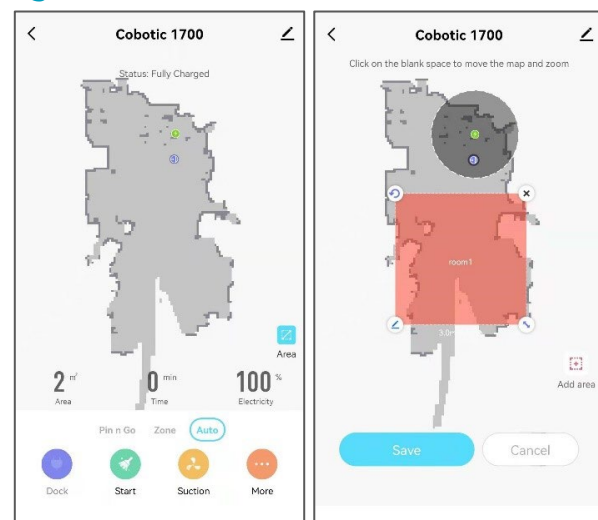 Cobotic 1700
Status: Fully Charged
Area
2 m²
0 min
100 %
Area Time Electricity
Pin n Go Zone Auto
Dock Start Suction More
Cobotic 1700
Click on the blank space to move the map and zoom
room1
Add area
Save Cancel